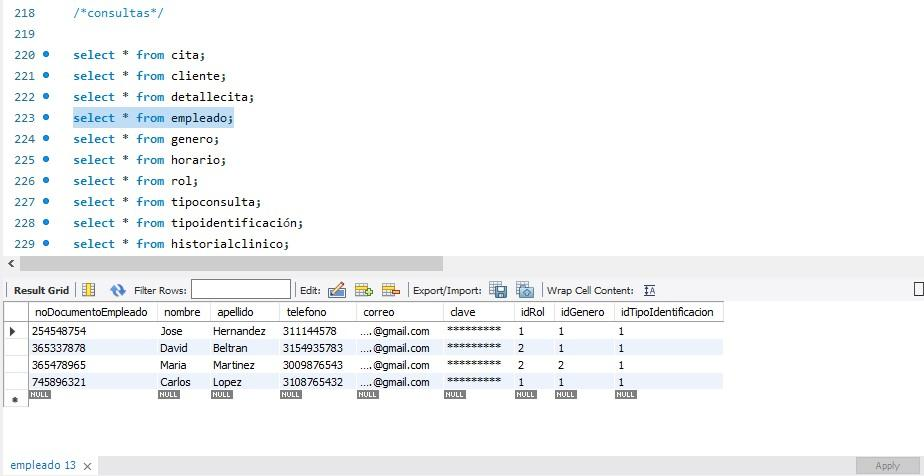 218 /*consultas*/
219
220 select * from cita;
221 select * from cliente;
222 select * from detallecita;
223 select * from empleado;
224 select * from genero;
225 select * from horario;
226 select * from rol;
227 select * from tipoconsulta;
228 select * from tipoidentificación;
229 select * from historialclinico;
Result Grid Filter Rows: Edit: Export/Import: Wrap Cell Content: IA
noDocumentoEmpleado nombre apellido telefono correo clave idRol idGenero idTipoIdentificacion
254548754 Jose Hernandez 311144578 ....@gmail.com ********* 1 1 1
365337878 David Beltran 3154935783 ....@gmail.com ********* 2 1 1
365478965 Maria Martinez 3009876543 ....@gmail.com ********* 2 2 1
745896321 Carlos Lopez 3108765432 ....@gmail.com ********* 1 1 1
NULL NULL NULL NULL NULL NULL NULL NULL NULL
empleado 13 Apply